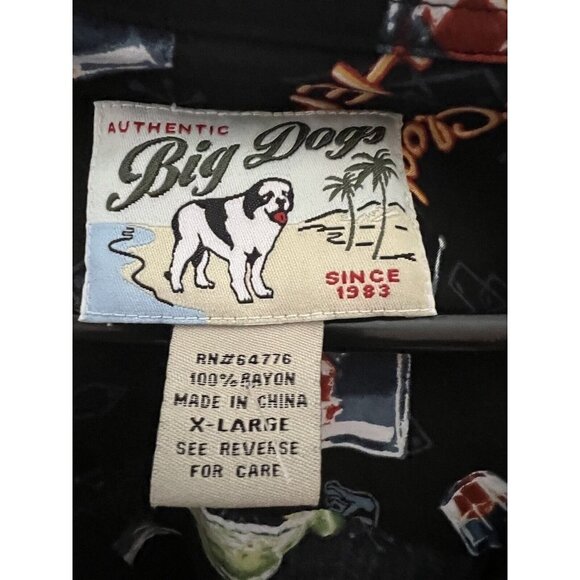 AUTHENTIC
Big Dogs
SINCE
1983
RN#64776
100% RAYON
MADE IN CHINA
X-LARGE
SEE REVERSE
FOR CARE